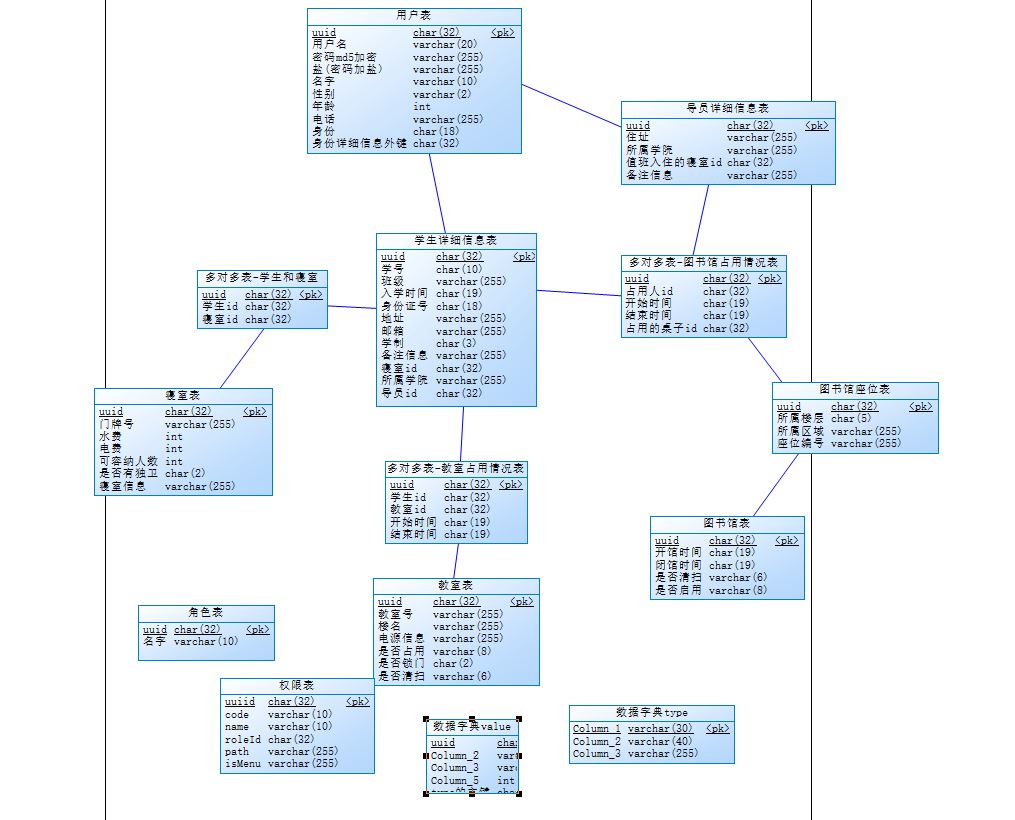 用户表
uuid char(32) <pk>
用户名 varchar(20)
密码md5加密 varchar(255)
盐(密码加盐) varchar(255)
名字 varchar(10)
性别 varchar(2)
年龄 int
电话 varchar(255)
身份 char(18)
身份详细信息外键 char(32)
导员详细信息表
uuid char(32) <pk>
住址 varchar(255)
所属学院 varchar(255)
值班入住的寝室id char(32)
备注信息 varchar(255)
学生详细信息表
uuid char(32) <pk>
学号 char(10)
班级 varchar(255)
入学时间 char(19)
身份证号 char(18)
地址 varchar(255)
邮箱 varchar(255)
学制 char(3)
备注信息 varchar(255)
寝室id char(32)
所属学院 varchar(255)
导员id char(32)
多对多表-学生和寝室
uuid char(32) <pk>
学生id char(32)
寝室id char(32)
多对多表-图书馆占用情况表
uuid char(32) <pk>
占用人id char(32)
开始时间 char(19)
结束时间 char(19)
占用的桌子id char(32)
寝室表
uuid char(32) <pk>
门牌号 varchar(255)
水费 int
电费 int
可容纳人数 int
是否有独卫 char(2)
寝室信息 varchar(255)
图书馆座位表
uuid char(32) <pk>
所属楼层 char(5)
所属区域 varchar(255)
座位编号 varchar(255)
多对多表-教室占用情况表
uuid char(32) <pk>
学生id char(32)
教室id char(32)
开始时间 char(19)
结束时间 char(19)
图书馆表
uuid char(32) <pk>
开馆时间 char(19)
闭馆时间 char(19)
是否清扫 varchar(6)
是否启用 varchar(8)
教室表
uuid char(32) <pk>
教室号 varchar(255)
楼名 varchar(255)
电源信息 varchar(255)
是否占用 varchar(8)
是否锁门 char(2)
是否清扫 varchar(6)
角色表
uuid char(32) <pk>
名字 varchar(10)
权限表
uuiid char(32) <pk>
code varchar(10)
name varchar(10)
roleId char(32)
path varchar(255)
isMenu varchar(255)
数据字典value
uuid cha
Column_2 var
Column_3 var
Column_5 int
数据字典type
Column_1 varchar(30) <pk>
Column_2 varchar(40)
Column_3 varchar(255)